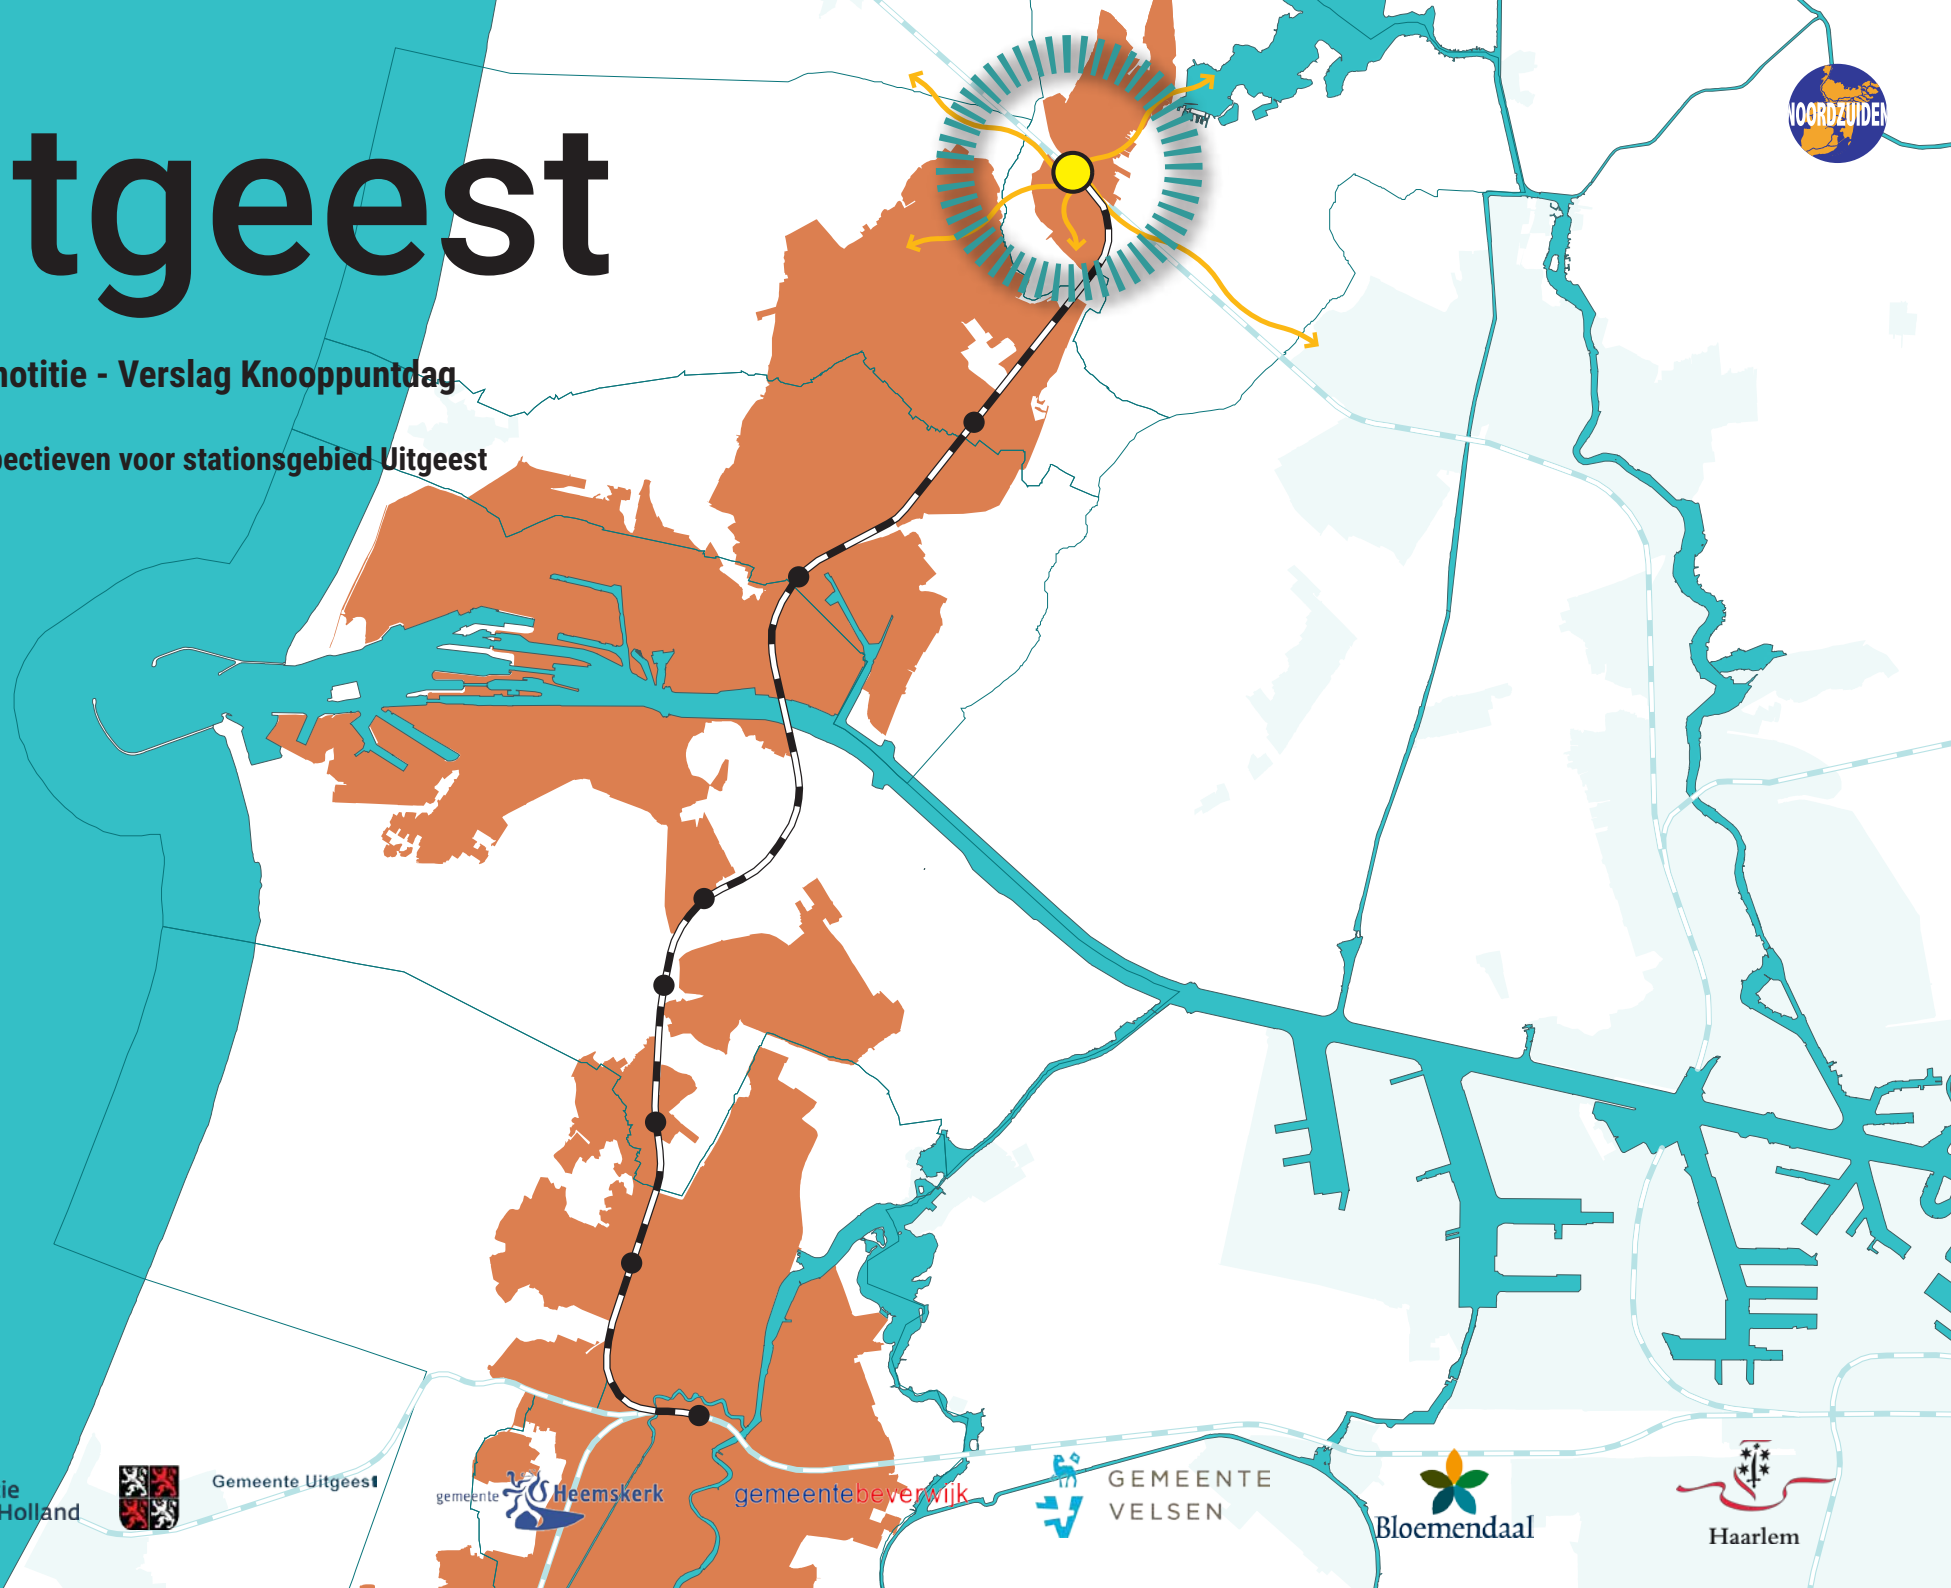 tgeest
notitie - Verslag Knooppuntdag
pectieven voor stationsgebied Uitgeest
NOORDZUIDEN
ie
Holland
Gemeente Uitgeest
gemeente Heemskerk
gemeentebeverwijk
GEMEENTE
VELSEN
Bloemendaal
Haarlem